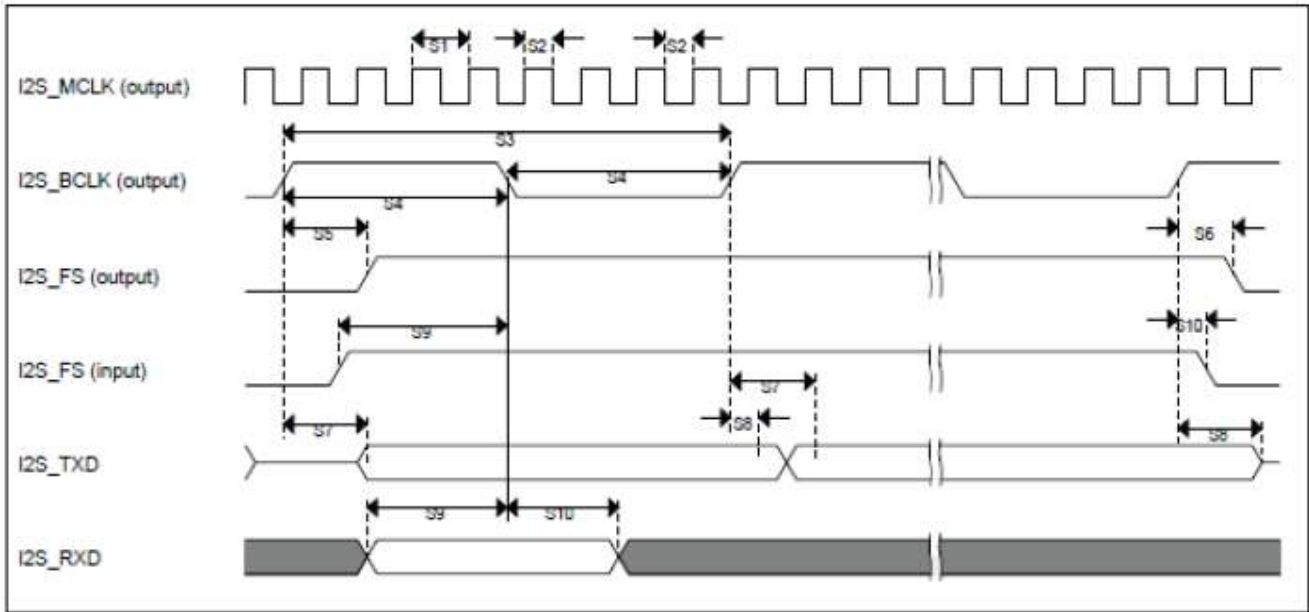 S1 S2 S2
I2S_MCLK (output)
S3
I2S_BCLK (output)
S4
S4
S5 S6
I2S_FS (output)
S9 S10
I2S_FS (input)
S7
S8
S7 S8
I2S_TXD
S9 S10
I2S_RXD